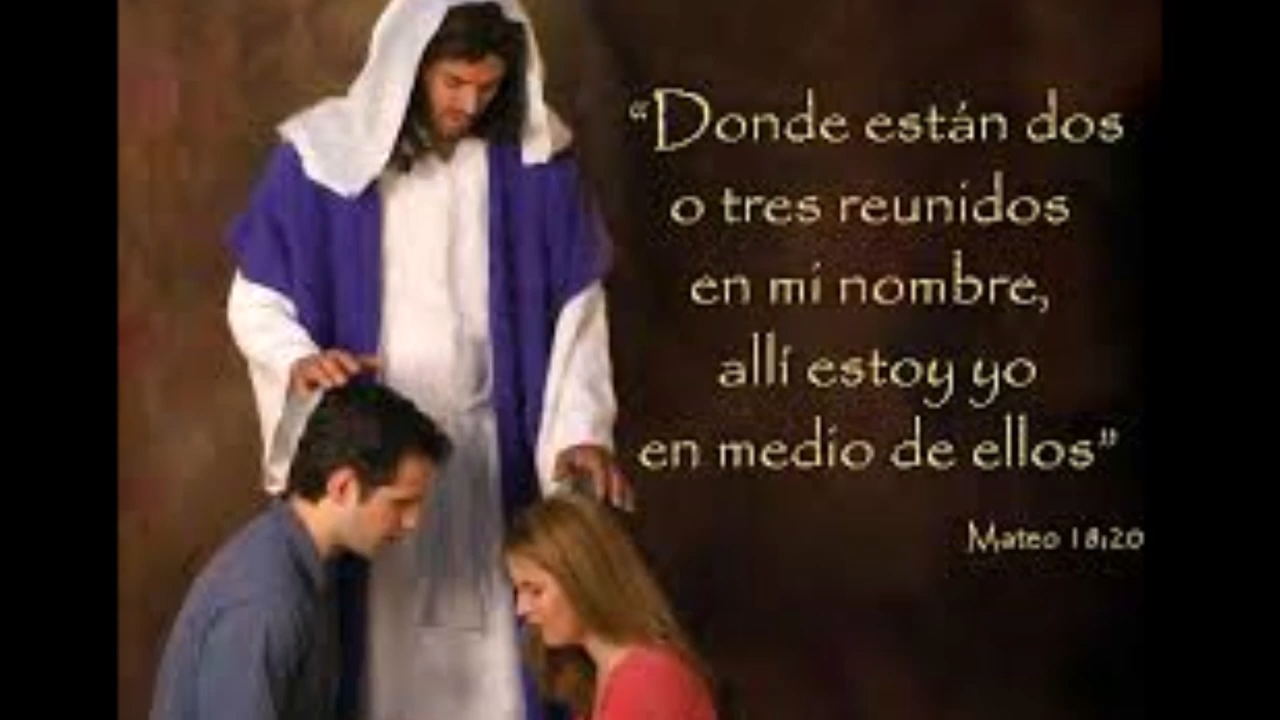 “Donde están dos
o tres reunidos
en mi nombre,
allí estoy yo
en medio de ellos”
Mateo 18:20